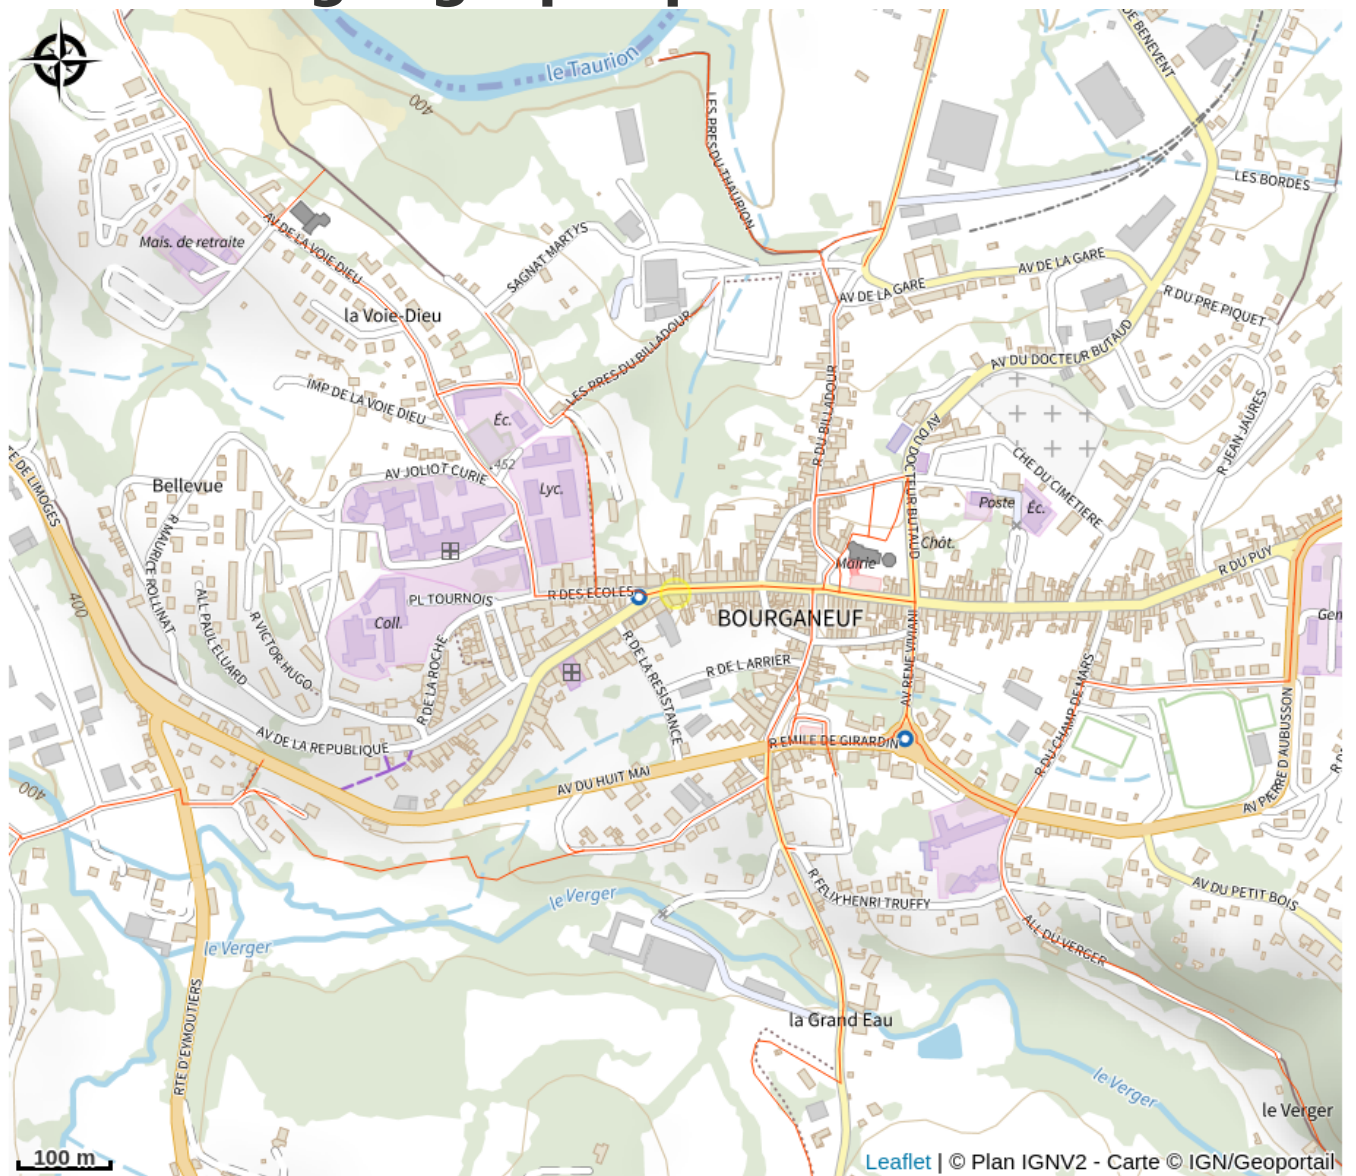 le Taurion
400
DE BENEVENT
LES PRES DU THAURION
LES BORDES
Mais. de retraite
AV DE LA VOIE-DIEU
SAGNAT MARTYS
AV DE LA GARE
AV DE LA GARE
R DU PRE PIQUET
la Voie-Dieu
LES PRES DU BILLADOUR
AV DU DOCTEUR BUTAUD
IMP DE LA VOIE DIEU
R DU BILLADOUR
R JEAN JAURES
Éc.
AV DU DOCTEUR BUTAUD
CHE DU CIMETIERE
TE DE LIMOGES
Bellevue
AV JOLIOT CURIE
452
Lyc.
Poste
Éc.
R MAURICE ROLLINAT
Chât.
Mairie
R DU PUY
400
ALL PAUL ELUARD
R VICTOR HUGO
PL TOURNOIS
R DES ECOLES
Coll.
BOURGANEUF
Gen
R DE LA ROCHE
R DE LA RESISTANCE
R DE L'ARRIER
AV RENE VIVIANI
R DU CHAMP DE MARS
AV DE LA REPUBLIQUE
R EMILE DE GIRARDIN
AV PIERRE D'AUBUSSON
R D
400
AV DU HUIT MAI
le Verger
R FELIX HENRI TRUFFY
AV DU PETIT BOIS
le Verger
ALL DU VERGER
RTE D'EYMOUTIERS
la Grand Eau
le Verger
le Verger
100 m
Leaflet | © Plan IGNV2 - Carte © IGN/Geoportail